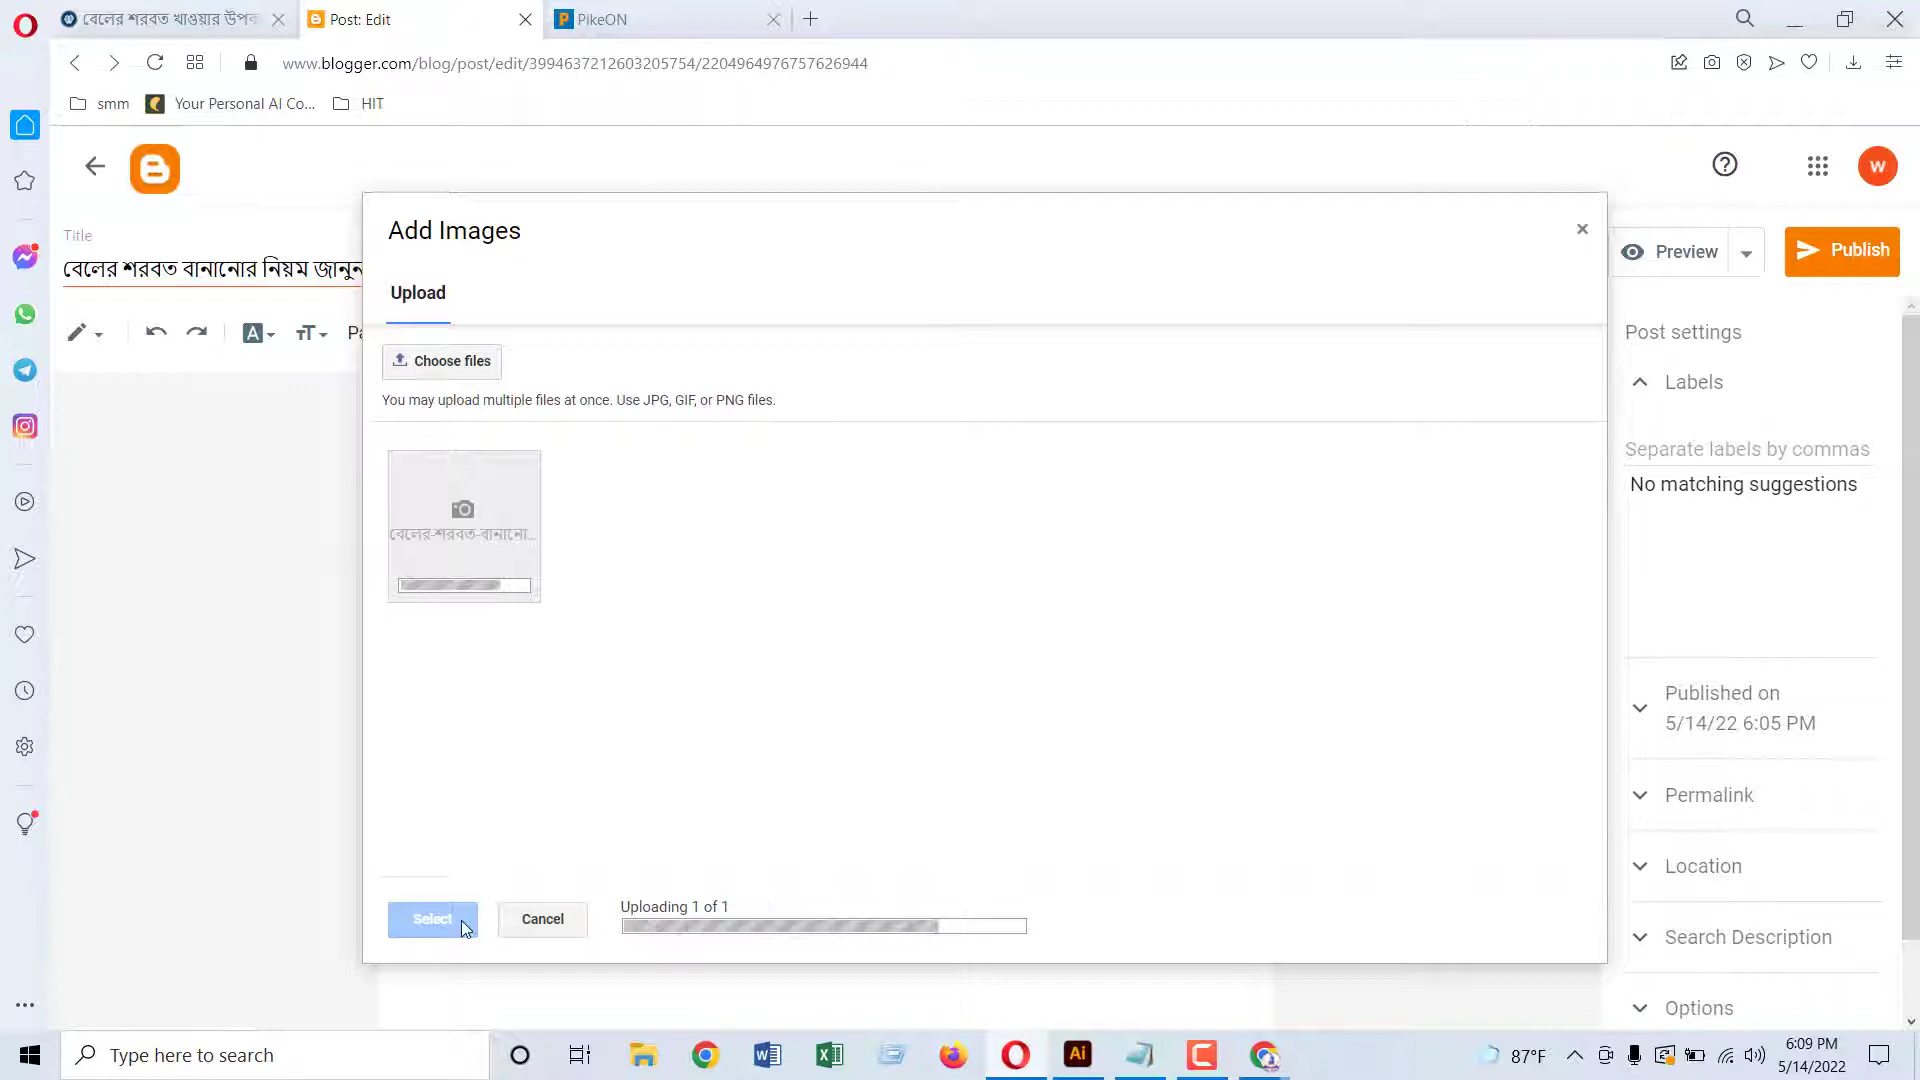 বেলের শরবত খাওয়ার উপক
Post: Edit
PikeON
www.blogger.com/blog/post/edit/3994637212603205754/2204964976757626944
smm
Your Personal AI Co...
HIT
W
Title
বেলের শরবত বানানোর নিয়ম জানুন
Add Images
Preview
Publish
Upload
Choose files
You may upload multiple files at once. Use JPG, GIF, or PNG files.
বেলের-শরবত-বানানো...
Post settings
Labels
Separate labels by commas
No matching suggestions
Published on
5/14/22 6:05 PM
Permalink
Location
Search Description
Options
Select
Cancel
Uploading 1 of 1
Type here to search
Ai
87°F
6:09 PM
5/14/2022